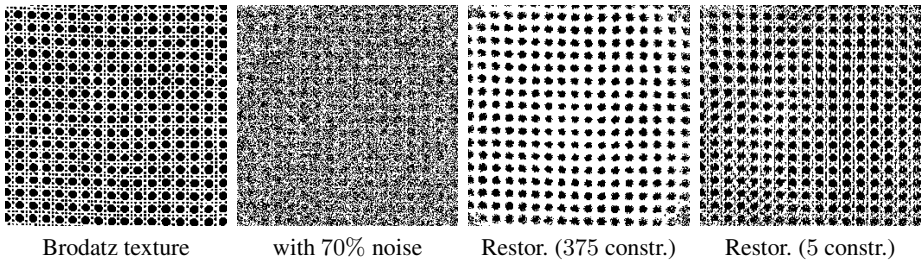 Brodatz texture with 70% noise Restor. (375 constr.) Restor. (5 constr.)